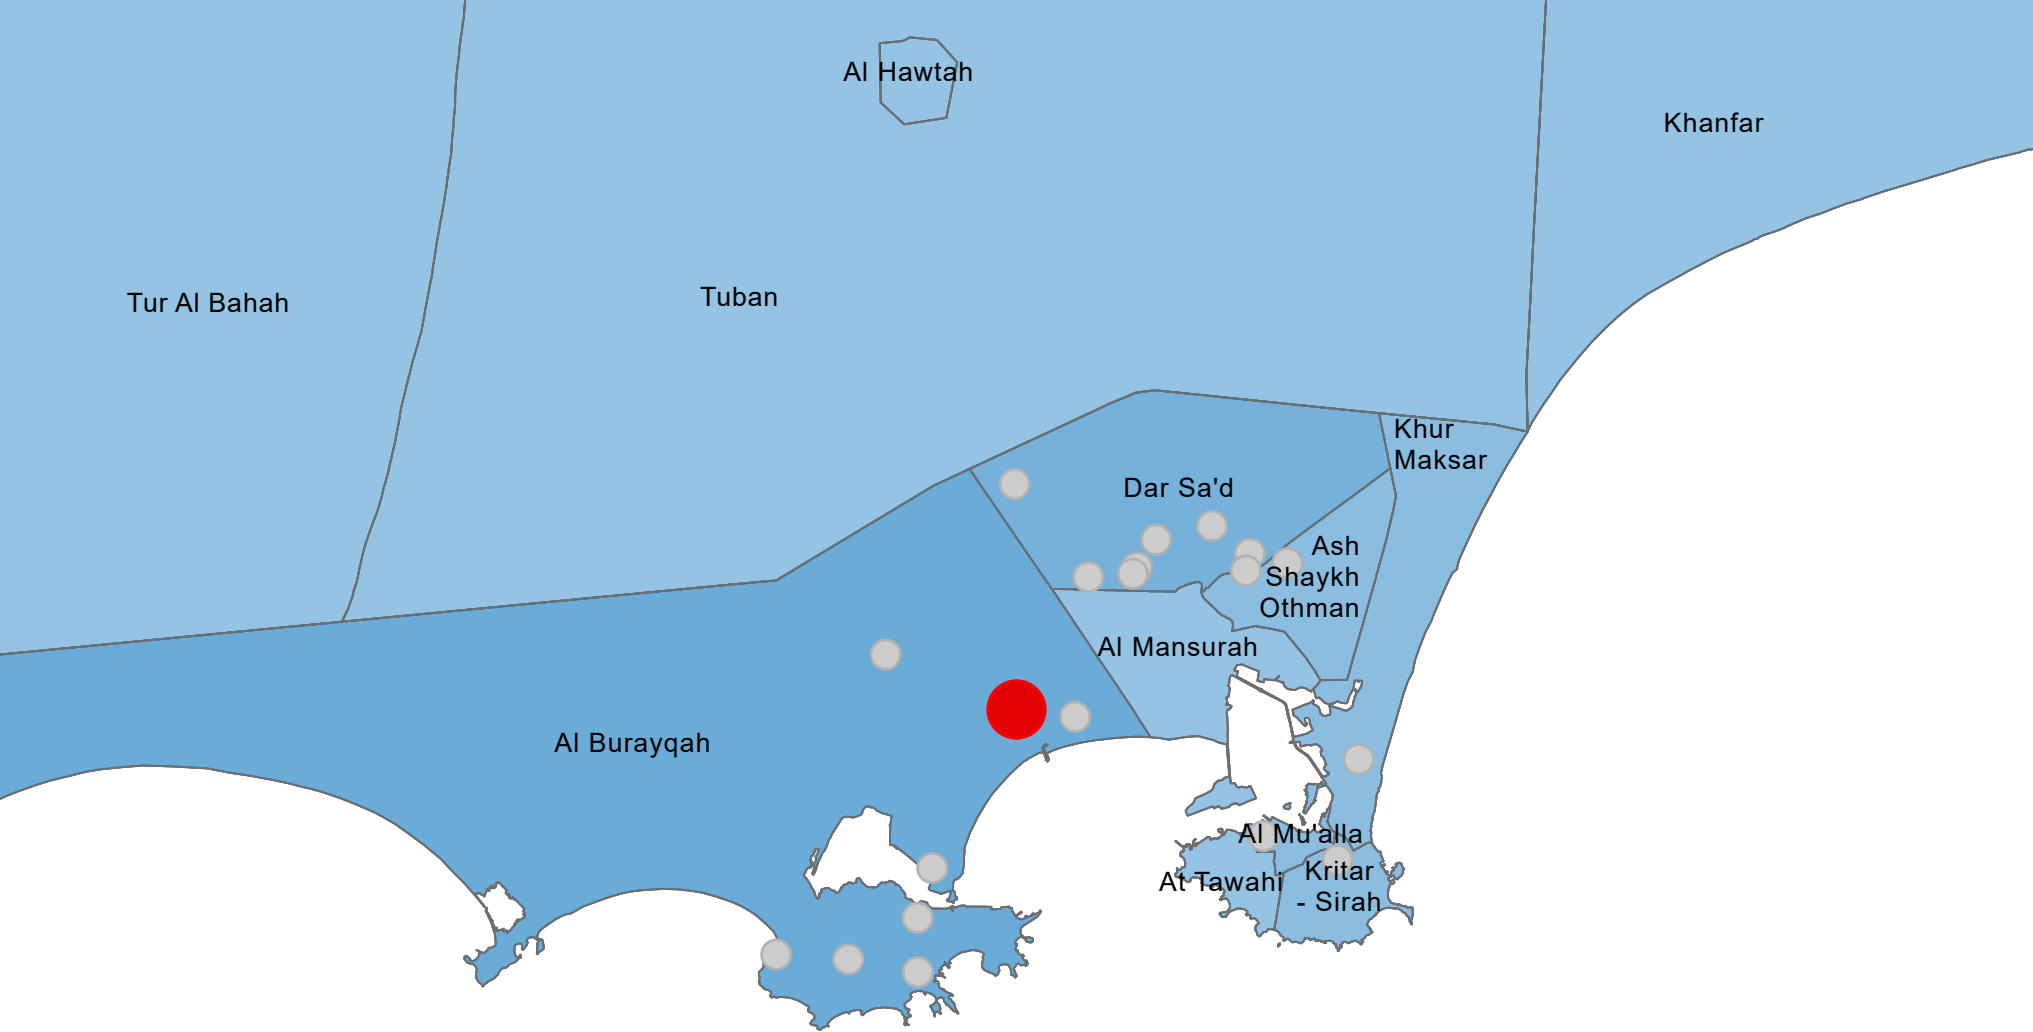 Al Hawtah
Khanfar
Tur Al Bahah
Tuban
Khur
Maksar
Dar Sa'd
Ash
Shaykh
Othman
Al Mansurah
Al Burayqah
Al Mu'alla
At Tawahi
Kritar
- Sirah